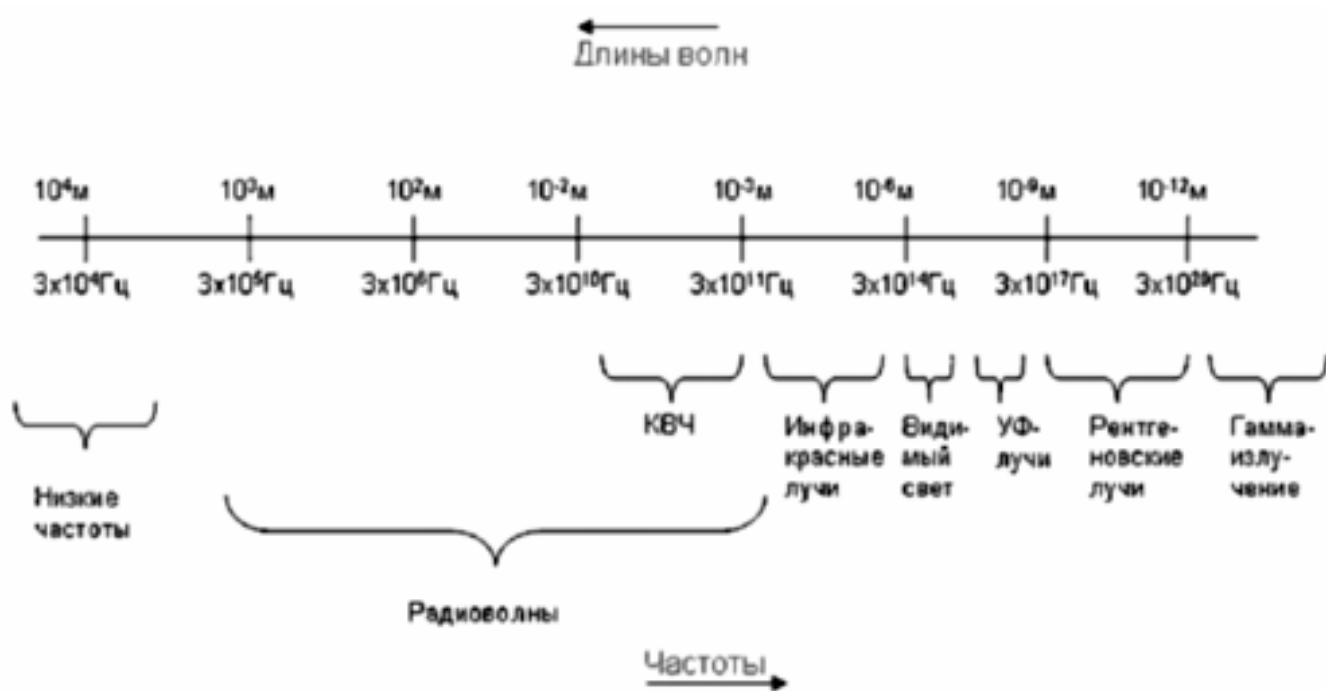 Длины волн
10⁴м 10³м 10²м 10⁻²м 10⁻³м 10⁻⁶м 10⁻⁹м 10⁻¹²м
3х10⁴Гц 3х10⁵Гц 3х10⁶Гц 3х10¹⁰Гц 3х10¹¹Гц 3х10¹⁴Гц 3х10¹⁷Гц 3х10²⁰Гц
КВЧ
Инфра-
красные
лучи
Види-
мый
свет
УФ-
лучи
Рентге-
новские
лучи
Гамма-
излу-
чение
Низкие
частоты
Радиоволны
Частоты